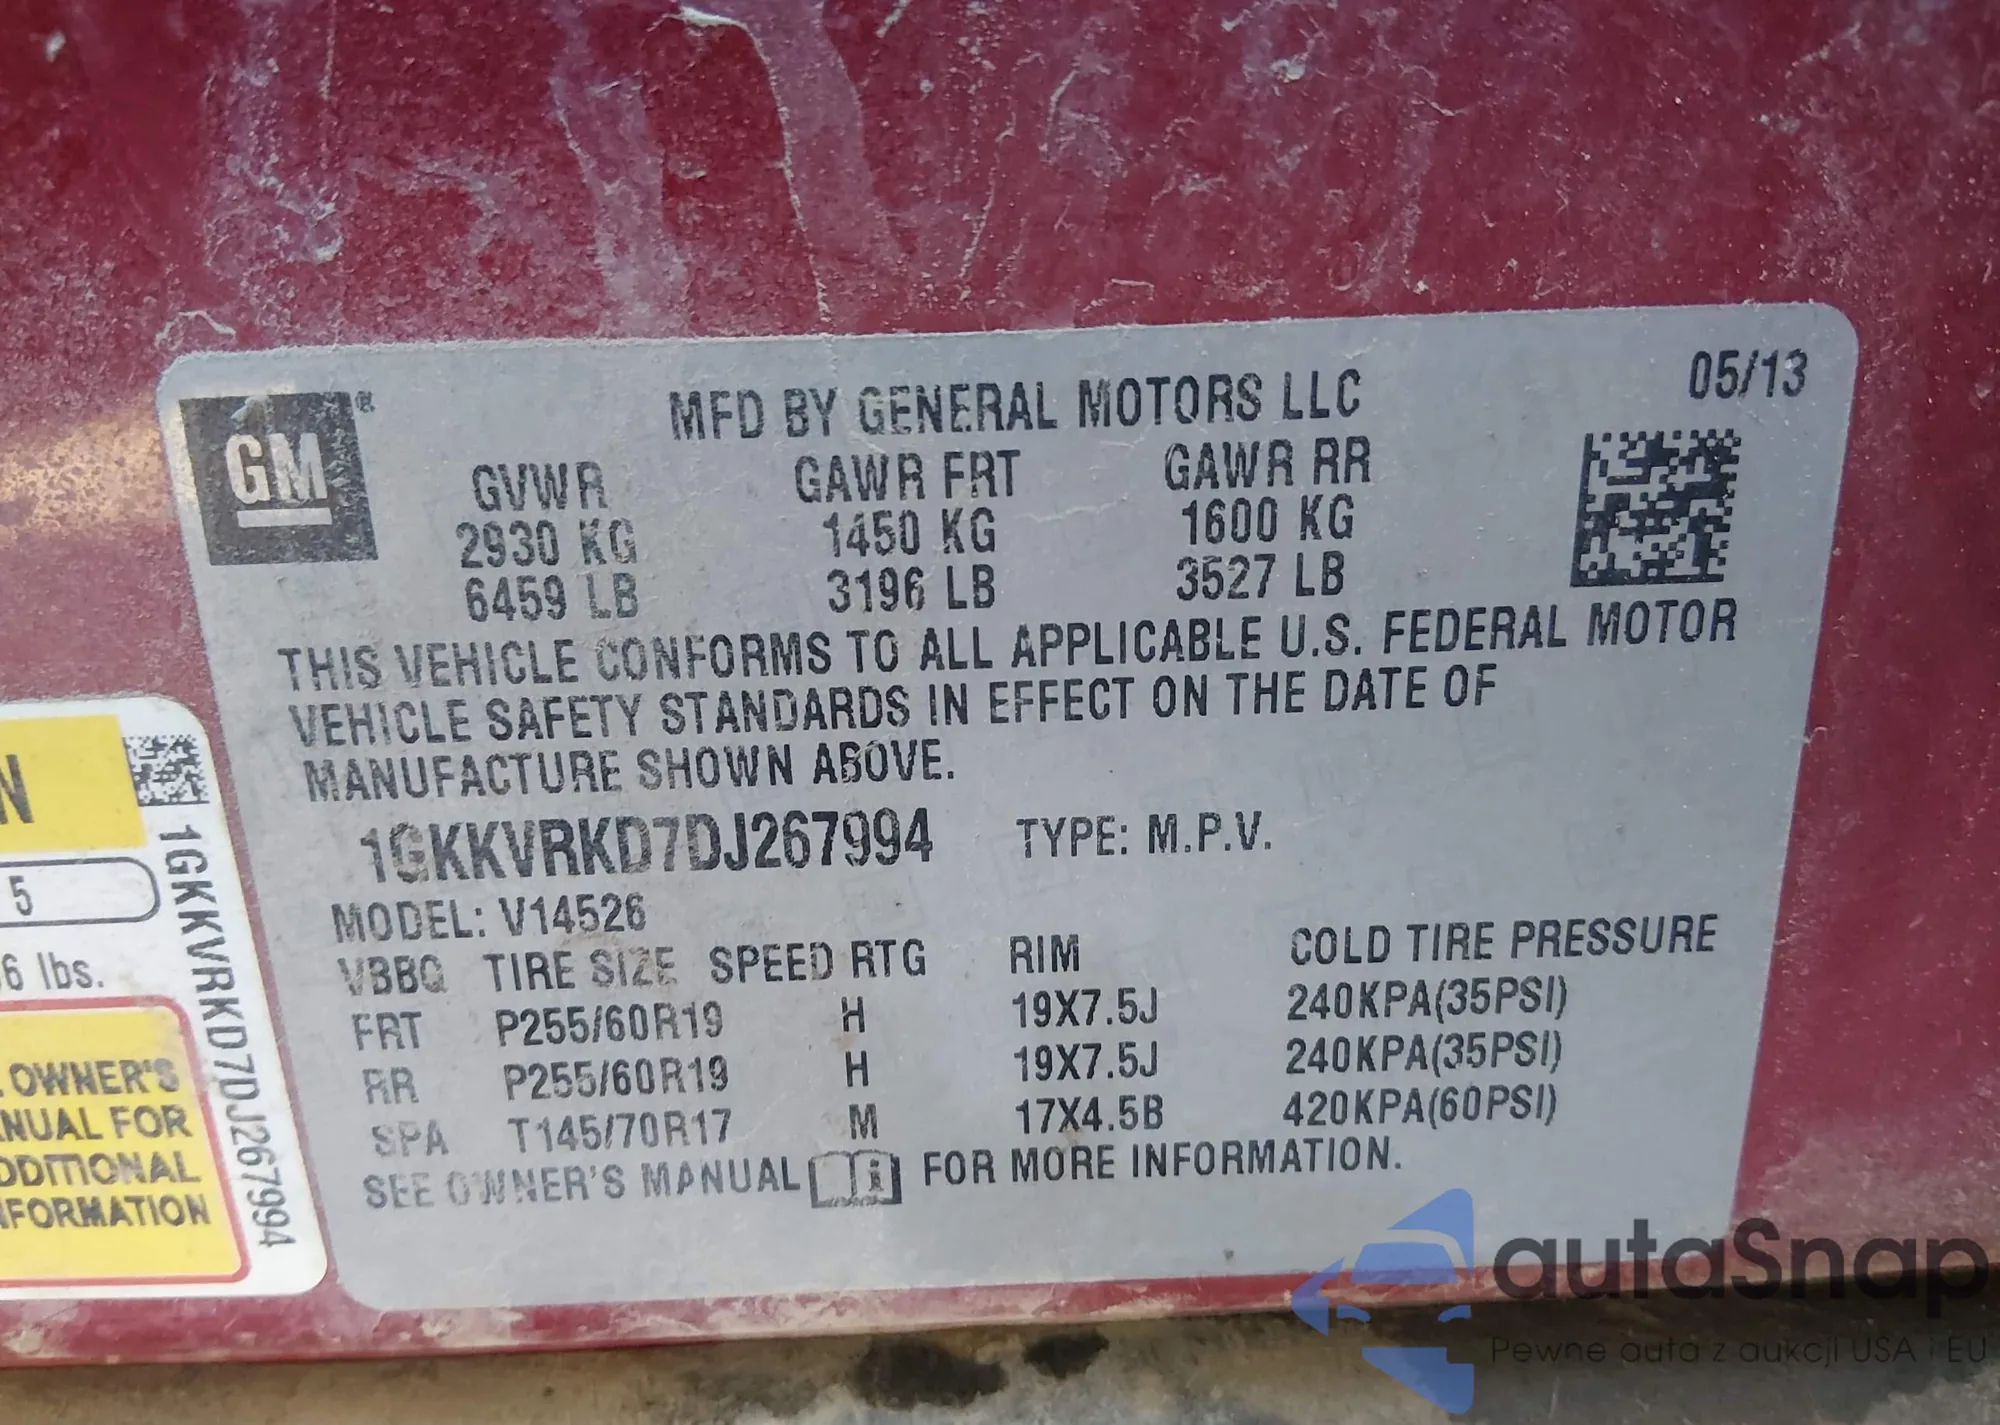 05/13
GM
®
MFD BY GENERAL MOTORS LLC
GVWR GAWR FRT GAWR RR
2930 KG 1450 KG 1600 KG
6459 LB 3196 LB 3527 LB
THIS VEHICLE CONFORMS TO ALL APPLICABLE U.S. FEDERAL MOTOR
VEHICLE SAFETY STANDARDS IN EFFECT ON THE DATE OF
MANUFACTURE SHOWN ABOVE.
1GKKVRKD7DJ267994 TYPE: M.P.V.
MODEL: V14526
VBBQ TIRE SIZE SPEED RTG RIM COLD TIRE PRESSURE
FRT P255/60R19 H 19X7.5J 240KPA(35PSI)
RR P255/60R19 H 19X7.5J 240KPA(35PSI)
SPA T145/70R17 M 17X4.5B 420KPA(60PSI)
SEE OWNER'S MANUAL i FOR MORE INFORMATION.
N
5
6 lbs.
OWNER'S
NUAL FOR
DDITIONAL
NFORMATION
1GKKVRKD7DJ267994
autaSnap
Pewne auta z aukcji USA i EU